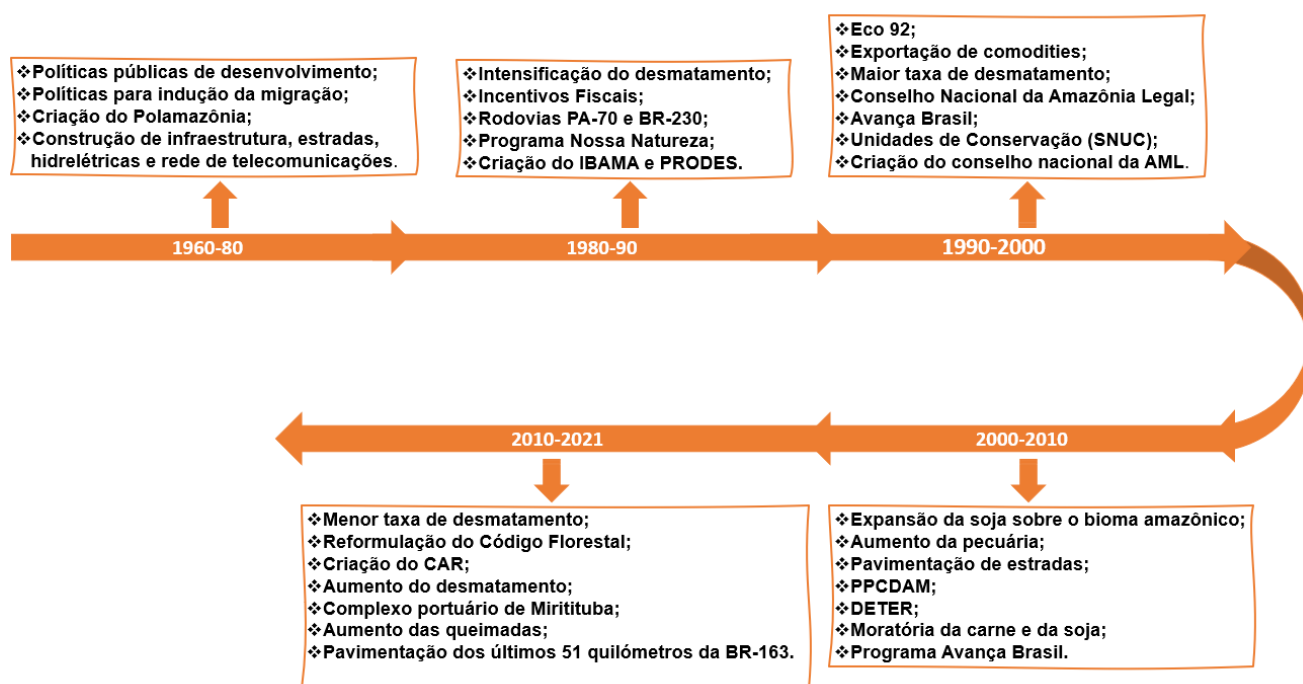 ❖Políticas públicas de desenvolvimento;
❖Políticas para indução da migração;
❖Criação do Polamazônia;
❖Construção de infraestrutura, estradas,
hidrelétricas e rede de telecomunicações.
❖Intensificação do desmatamento;
❖Incentivos Fiscais;
❖Rodovias PA-70 e BR-230;
❖Programa Nossa Natureza;
❖Criação do IBAMA e PRODES.
❖Eco 92;
❖Exportação de comodities;
❖Maior taxa de desmatamento;
❖Conselho Nacional da Amazônia Legal;
❖Avança Brasil;
❖Unidades de Conservação (SNUC);
❖Criação do conselho nacional da AML.
1960-80
1980-90
1990-2000
2010-2021
2000-2010
❖Menor taxa de desmatamento;
❖Reformulação do Código Florestal;
❖Criação do CAR;
❖Aumento do desmatamento;
❖Complexo portuário de Miritituba;
❖Aumento das queimadas;
❖Pavimentação dos últimos 51 quilómetros da BR-163.
❖Expansão da soja sobre o bioma amazônico;
❖Aumento da pecuária;
❖Pavimentação de estradas;
❖PPCDAM;
❖DETER;
❖Moratória da carne e da soja;
❖Programa Avança Brasil.